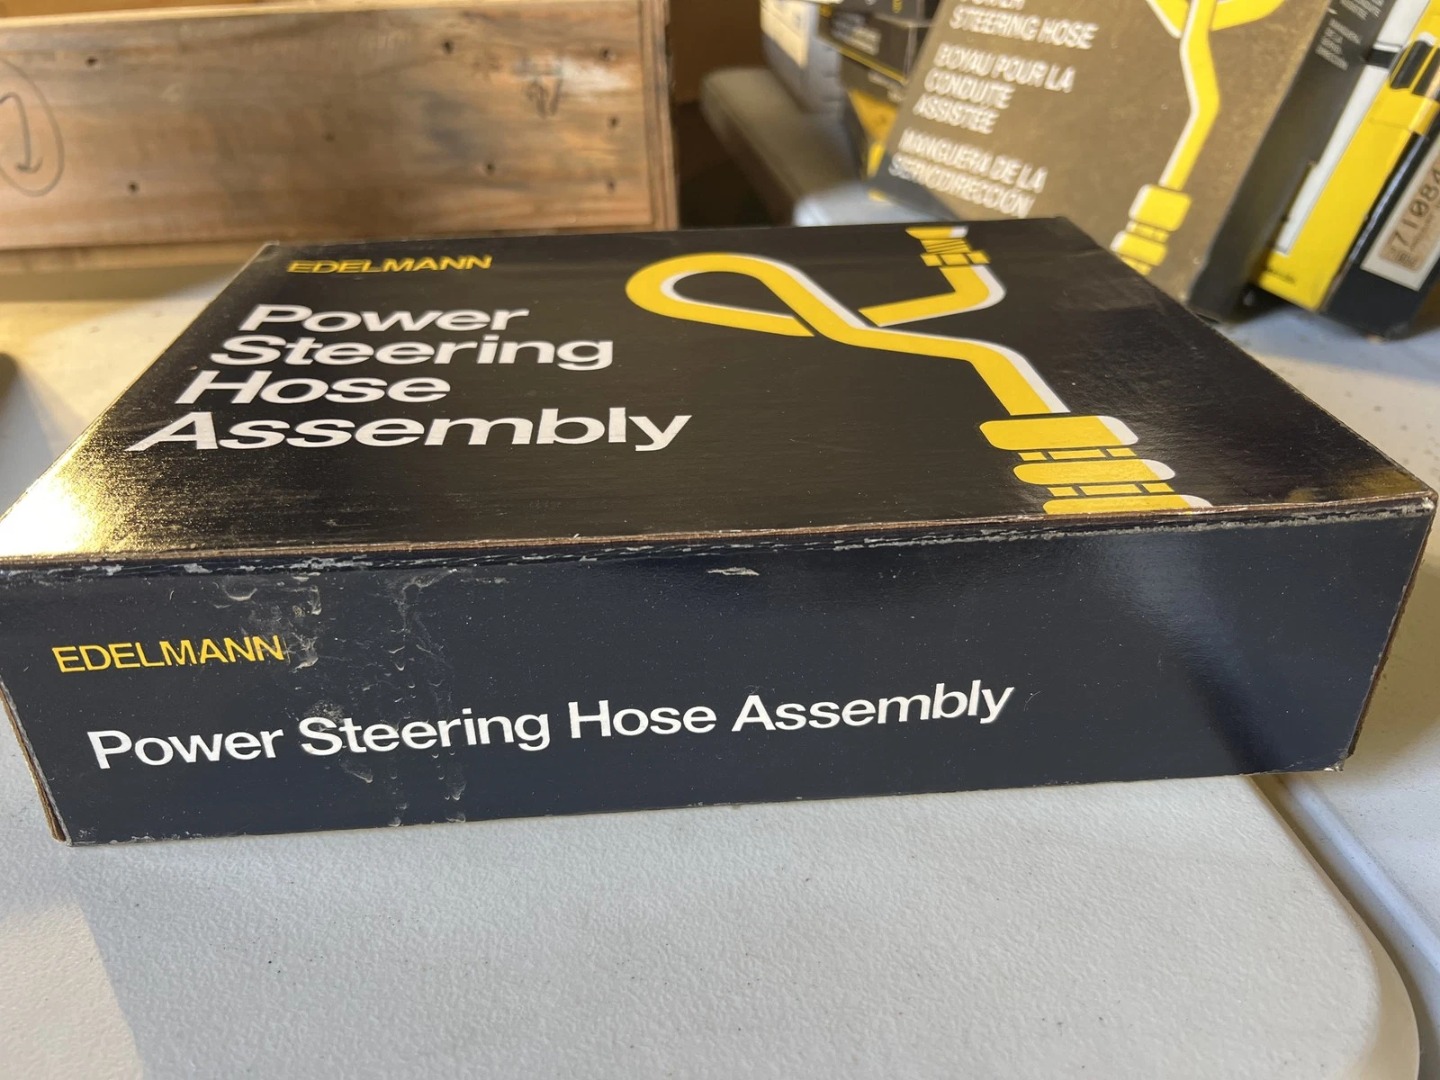 STEERING HOSE
BOYAU POUR LA
CONDUITE
ASSISTÉE
MANGUERA DE LA
SERVODIRECCIÓN
71084
EDELMANN
Power
Steering
Hose
Assembly
EDELMANN
Power Steering Hose Assembly